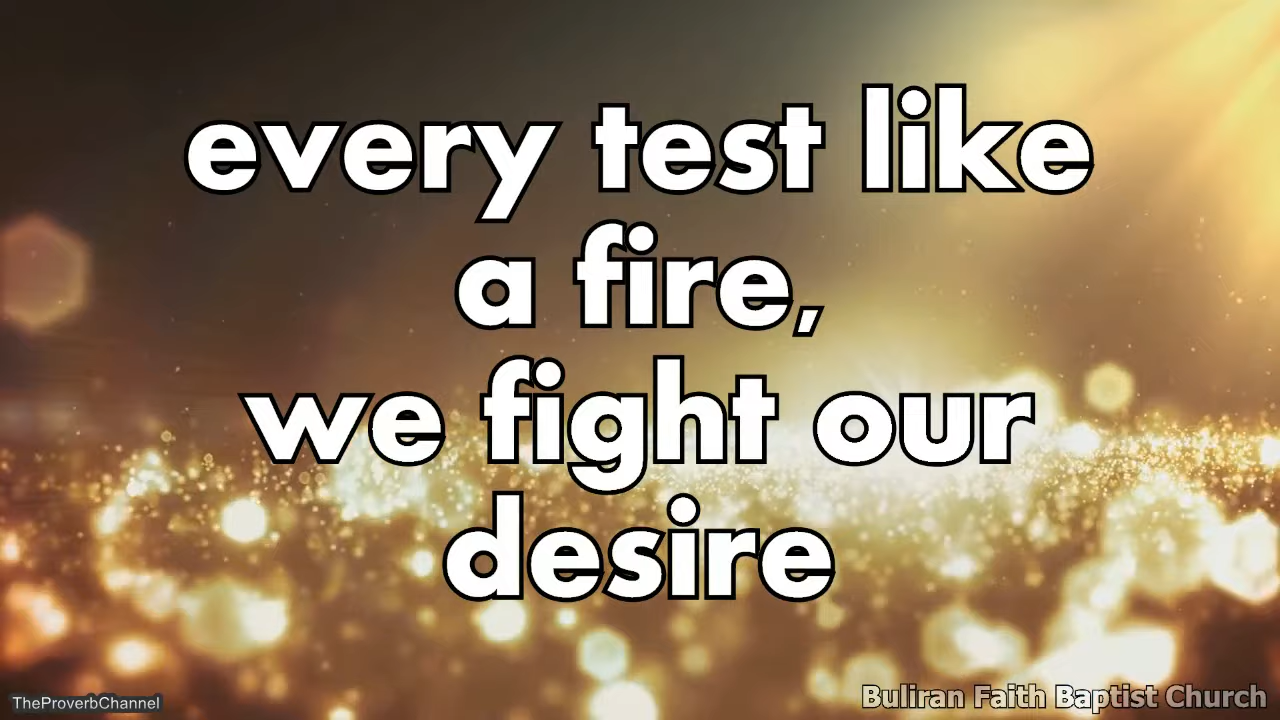 every test like
a fire,
we fight our
desire
TheProverbChannel
Buliran Faith Baptist Church